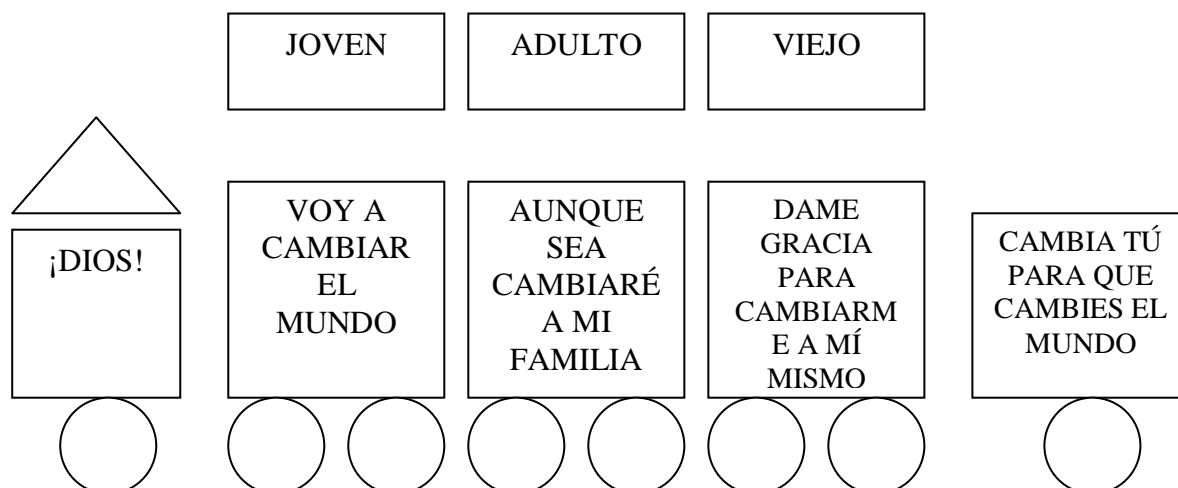 JOVEN
ADULTO
VIEJO
¡DIOS!
VOY A
CAMBIAR
EL
MUNDO
AUNQUE
SEA
CAMBIARÉ
A MI
FAMILIA
DAME
GRACIA
PARA
CAMBIARM
E A MÍ
MISMO
CAMBIA TÚ
PARA QUE
CAMBIES EL
MUNDO